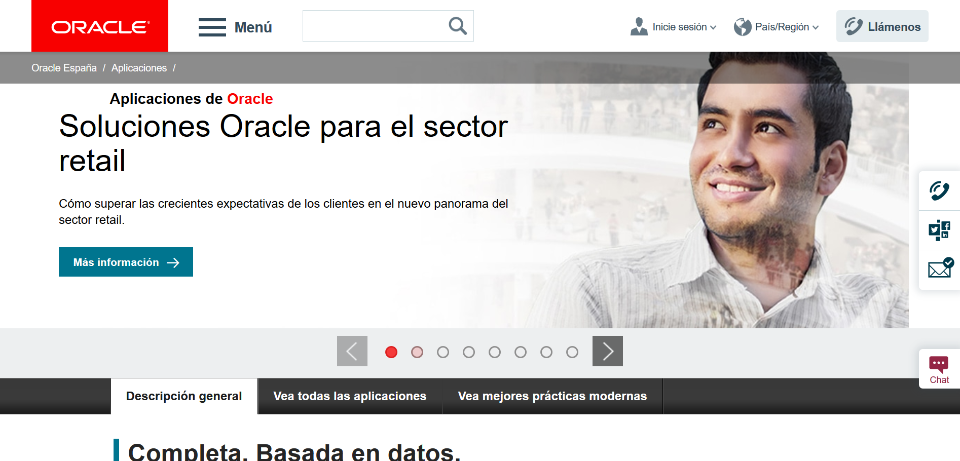 ORACLE
Menú
Inicie sesión
País/Región
Llámenos
Oracle España / Aplicaciones /
Aplicaciones de Oracle
Soluciones Oracle para el sector
retail
Cómo superar las crecientes expectativas de los clientes en el nuevo panorama del
sector retail.
Más información
Chat
Descripción general
Vea todas las aplicaciones
Vea mejores prácticas modernas
Completa. Basada en datos.